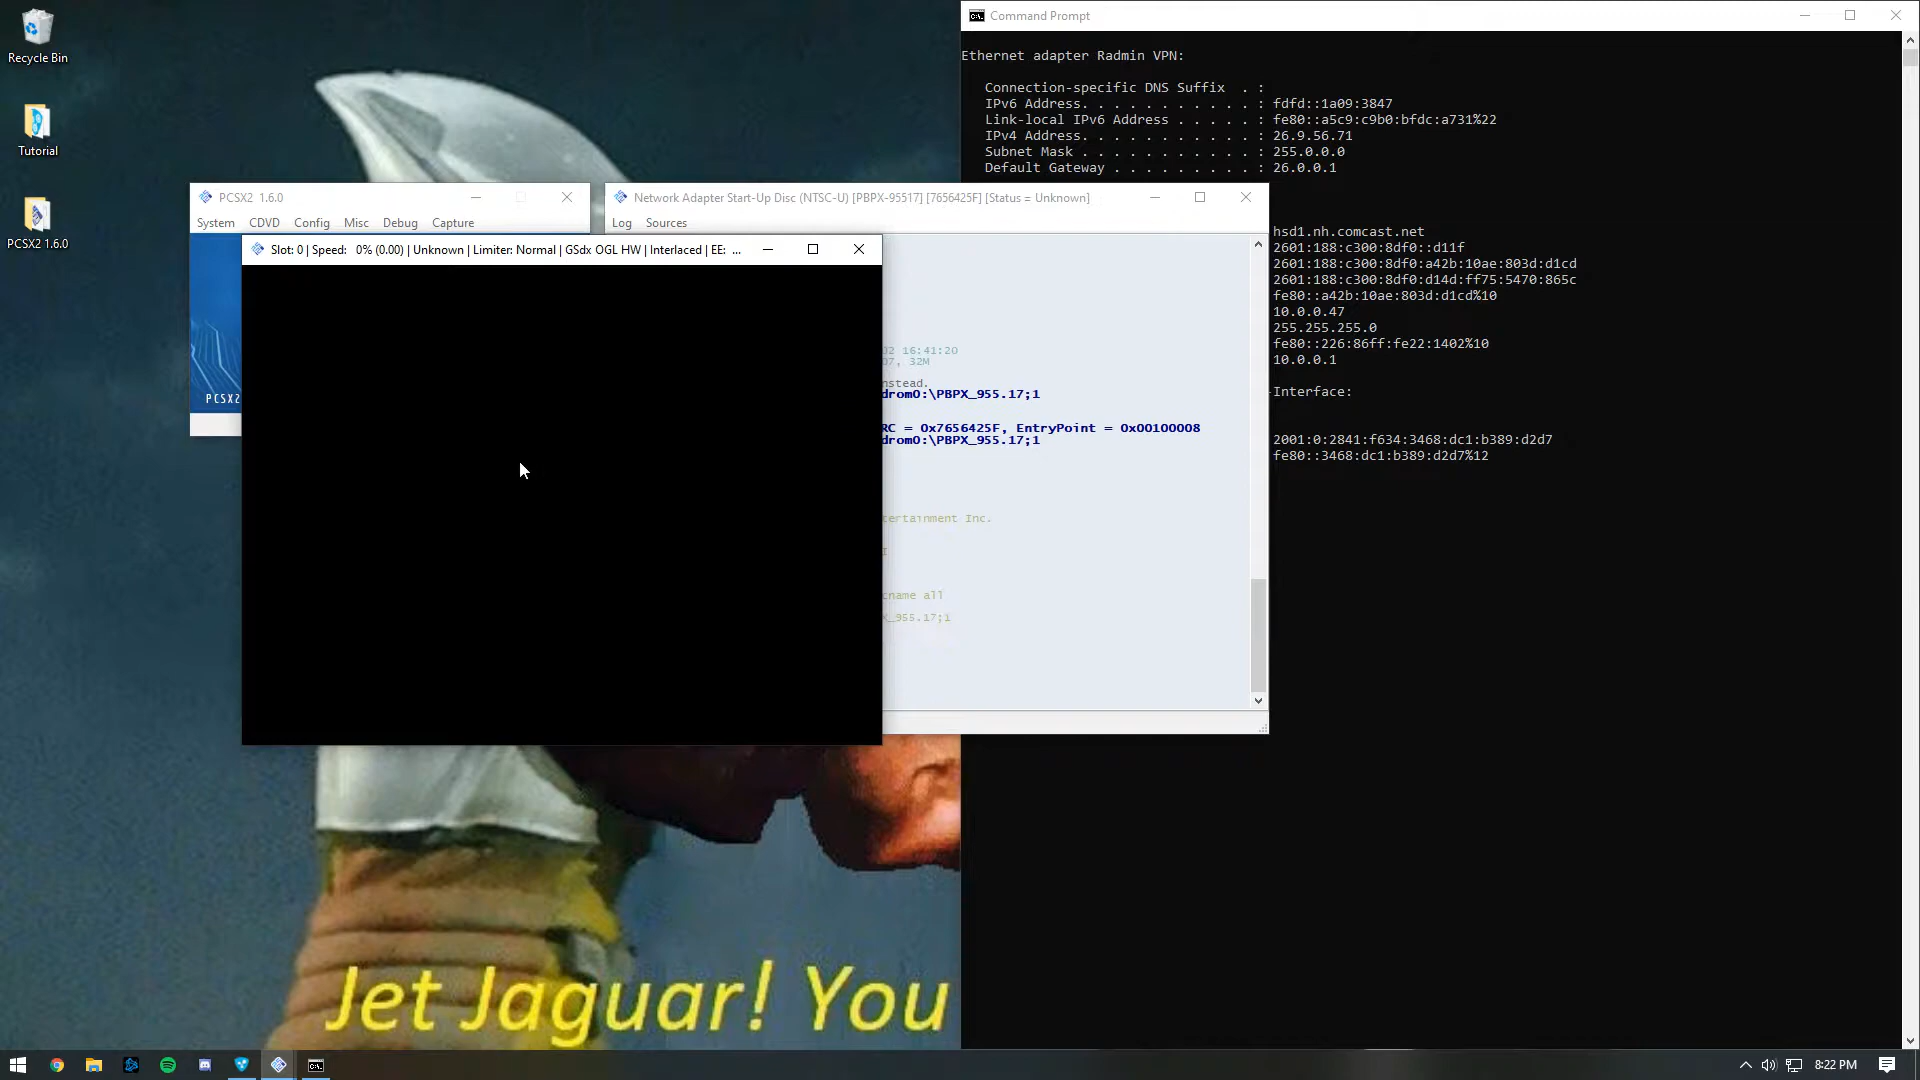 Recycle Bin
Tutorial
PCSX2 1.6.0
Command Prompt
Ethernet adapter Radmin VPN:
Connection-specific DNS Suffix . :
IPv6 Address. . . . . . . . . . . : fdfd::1a09:3847
Link-local IPv6 Address . . . . . : fe80::a5c9:c9b0:bfdc:a731%22
IPv4 Address. . . . . . . . . . . : 26.9.56.71
Subnet Mask . . . . . . . . . . . : 255.0.0.0
Default Gateway . . . . . . . . . : 26.0.0.1
hsd1.nh.comcast.net
2601:188:c300:8df0::d11f
2601:188:c300:8df0:a42b:10ae:803d:d1cd
2601:188:c300:8df0:d14d:ff75:5470:865c
fe80::a42b:10ae:803d:d1cd%10
10.0.0.47
255.255.255.0
fe80::226:86ff:fe22:1402%10
10.0.0.1
-Interface:
2001:0:2841:f634:3468:dc1:b389:d2d7
fe80::3468:dc1:b389:d2d7%12
PCSX2 1.6.0
System CDVD Config Misc Debug Capture
PCSX2
Network Adapter Start-Up Disc (NTSC-U) [PBPX-95517] [7656425F] [Status = Unknown]
Log Sources
Slot: 0 | Speed: 0% (0.00) | Unknown | Limiter: Normal | GSdx OGL HW | Interlaced | EE: ...
02 16:41:20
07, 32M
nstead.
drom0:\PBPX_955.17;1
RC = 0x7656425F, EntryPoint = 0x00100008
drom0:\PBPX_955.17;1
tertainment Inc.
I
cname all
X_955.17;1
Jet Jaguar! You
8:22 PM